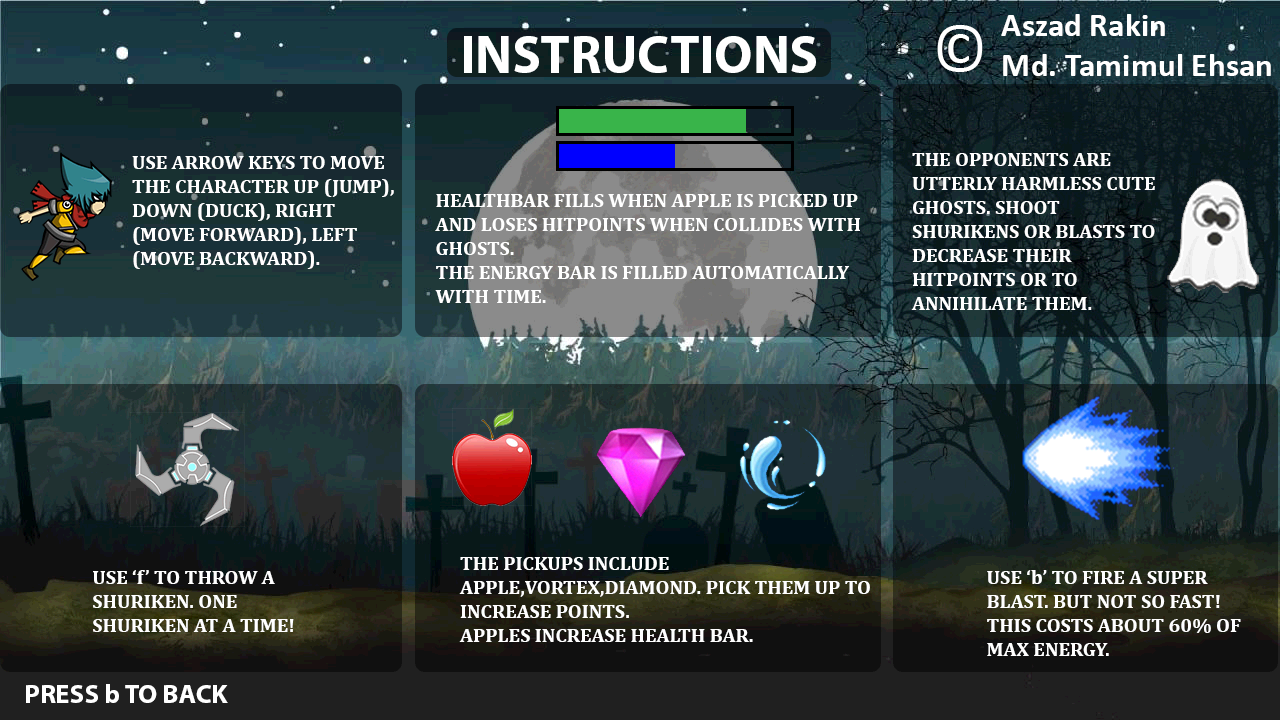 INSTRUCTIONS
© Aszad Rakin
Md. Tamimul Ehsan
USE ARROW KEYS TO MOVE
THE CHARACTER UP (JUMP),
DOWN (DUCK), RIGHT
(MOVE FORWARD), LEFT
(MOVE BACKWARD).
HEALTHBAR FILLS WHEN APPLE IS PICKED UP
AND LOSES HITPOINTS WHEN COLLIDES WITH
GHOSTS.
THE ENERGY BAR IS FILLED AUTOMATICALLY
WITH TIME.
THE OPPONENTS ARE
UTTERLY HARMLESS CUTE
GHOSTS. SHOOT
SHURIKENS OR BLASTS TO
DECREASE THEIR
HITPOINTS OR TO
ANNIHILATE THEM.
USE ‘f’ TO THROW A
SHURIKEN. ONE
SHURIKEN AT A TIME!
THE PICKUPS INCLUDE
APPLE,VORTEX,DIAMOND. PICK THEM UP TO
INCREASE POINTS.
APPLES INCREASE HEALTH BAR.
USE ‘b’ TO FIRE A SUPER
BLAST. BUT NOT SO FAST!
THIS COSTS ABOUT 60% OF
MAX ENERGY.
PRESS b TO BACK